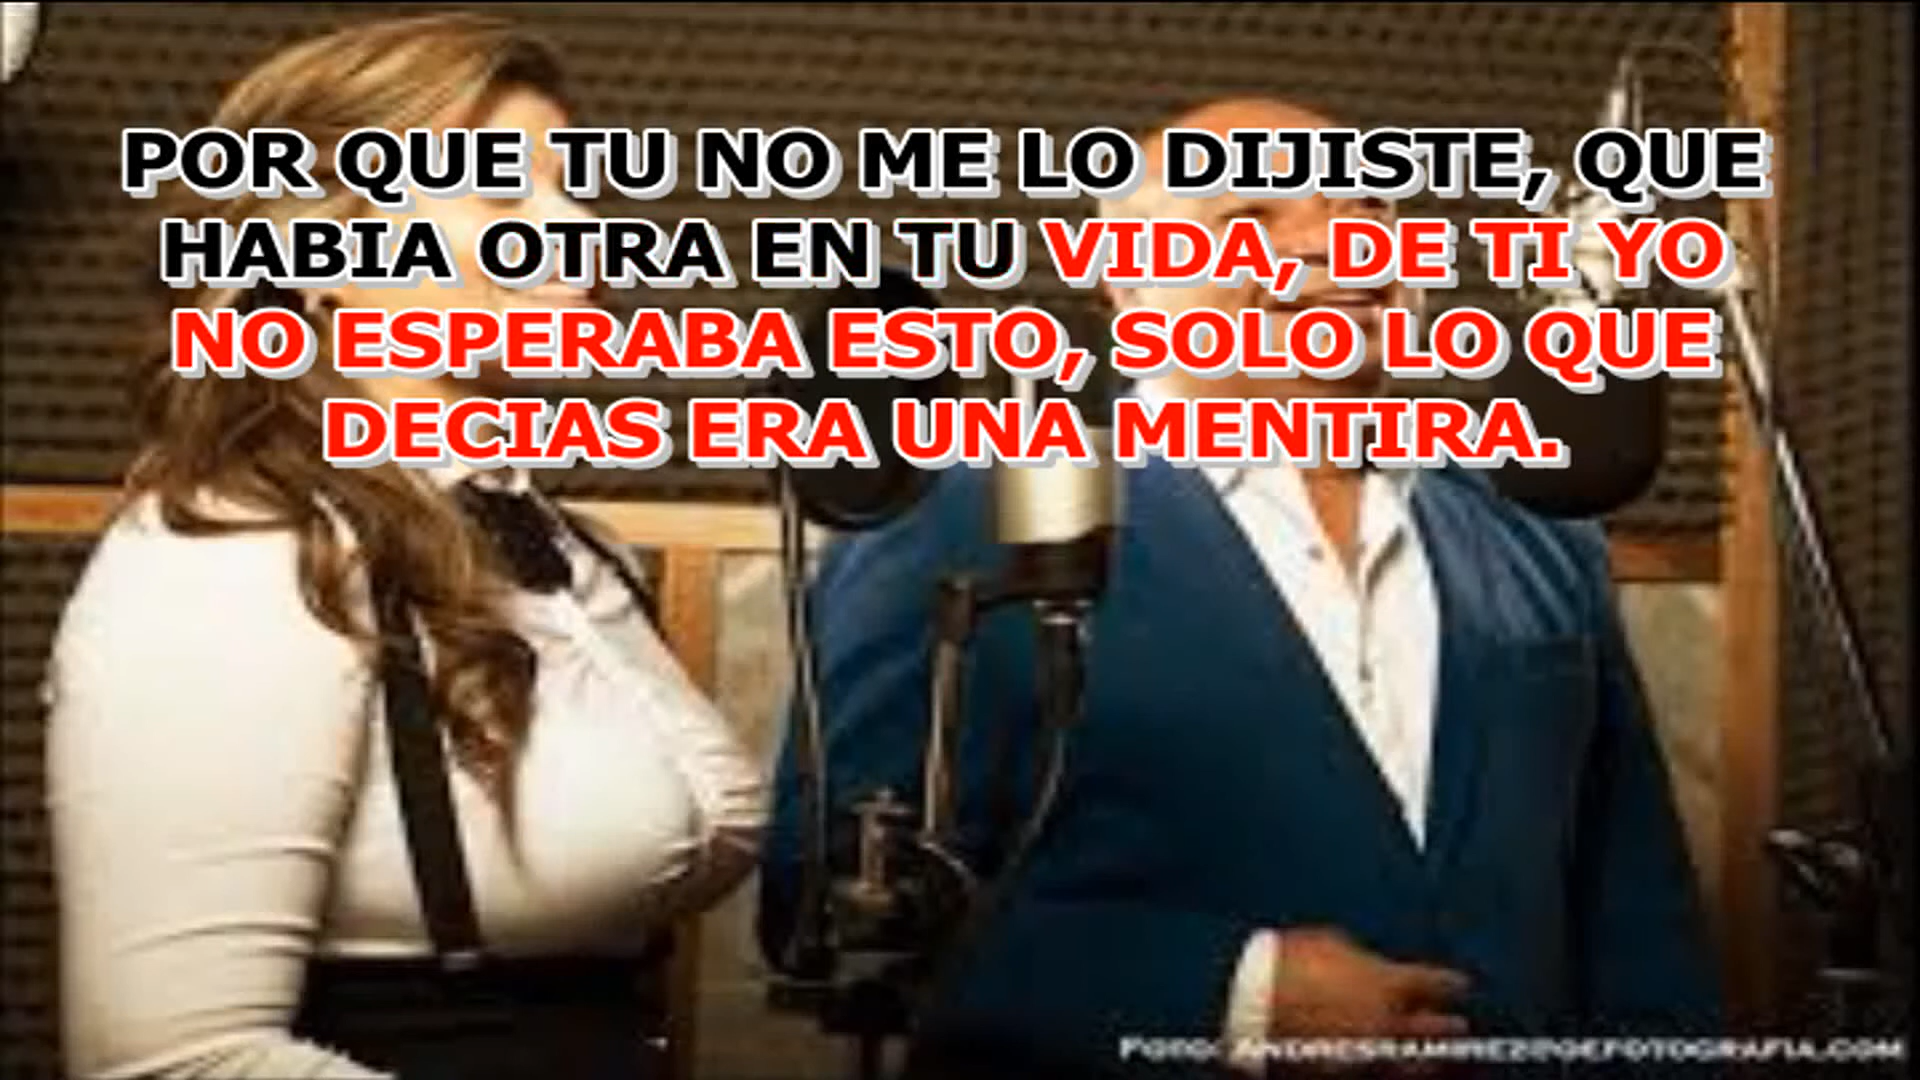 POR QUE TU NO ME LO DIJISTE, QUE
HABIA OTRA EN TU VIDA, DE TI YO
NO ESPERABA ESTO, SOLO LO QUE
DECIAS ERA UNA MENTIRA.
FOTO: